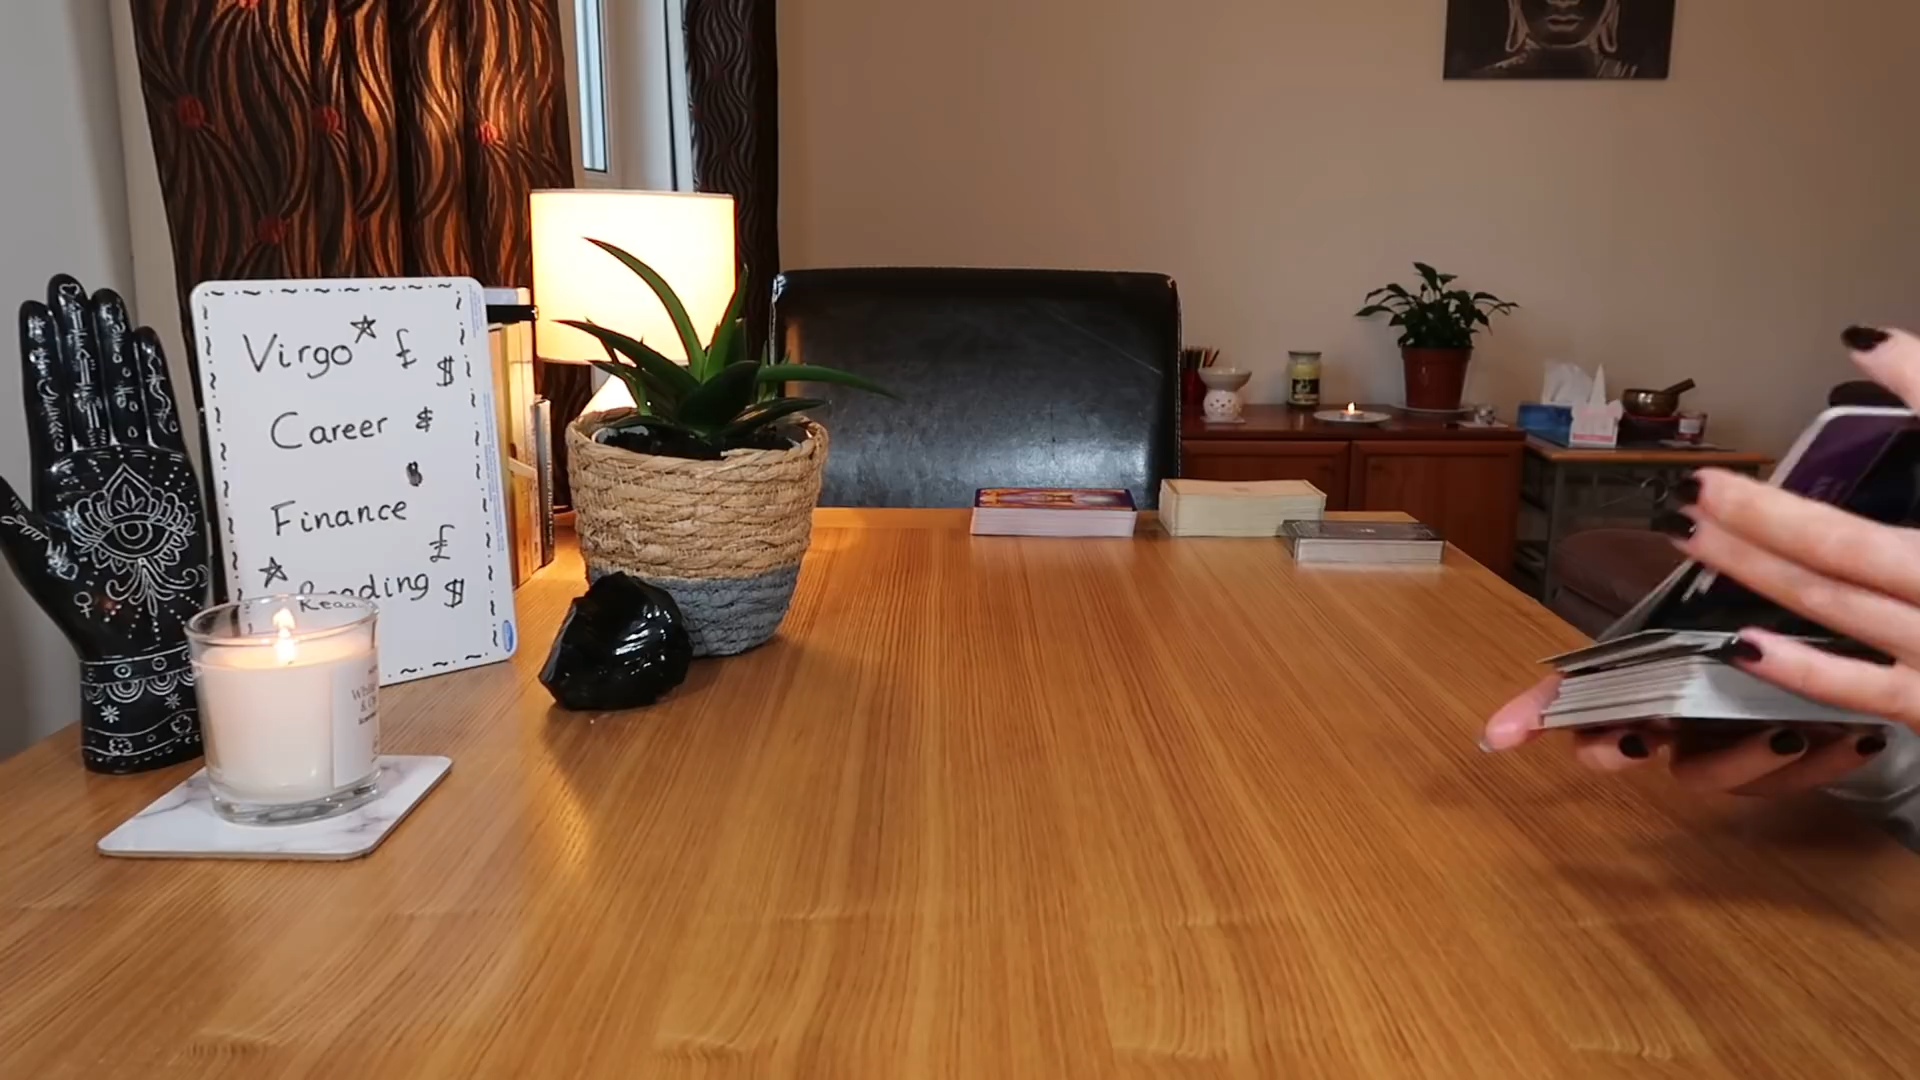 Virgo £ $
Career &
Finance
£
Reading $